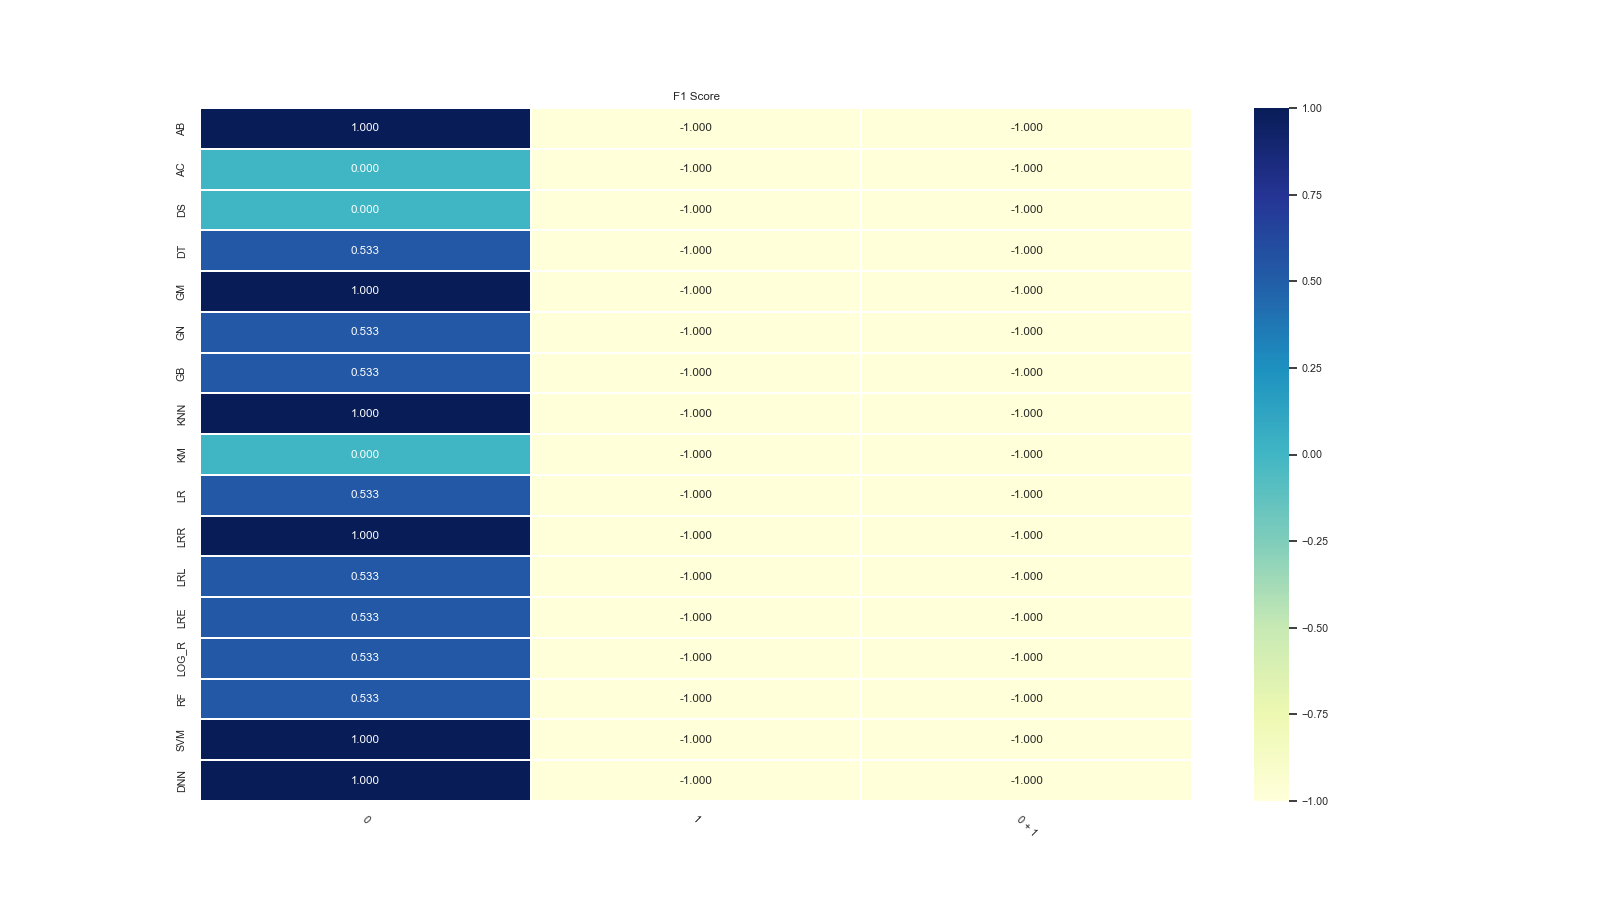 F1 Score
AB 1.000 -1.000 -1.000
AC 0.000 -1.000 -1.000
DS 0.000 -1.000 -1.000
DT 0.533 -1.000 -1.000
GM 1.000 -1.000 -1.000
GN 0.533 -1.000 -1.000
GB 0.533 -1.000 -1.000
KNN 1.000 -1.000 -1.000
KM 0.000 -1.000 -1.000
LR 0.533 -1.000 -1.000
LRR 1.000 -1.000 -1.000
LRL 0.533 -1.000 -1.000
LRE 0.533 -1.000 -1.000
LOG_R 0.533 -1.000 -1.000
RF 0.533 -1.000 -1.000
SVM 1.000 -1.000 -1.000
DNN 1.000 -1.000 -1.000
0 1 0 + 1
1.00
0.75
0.50
0.25
0.00
−0.25
−0.50
−0.75
−1.00